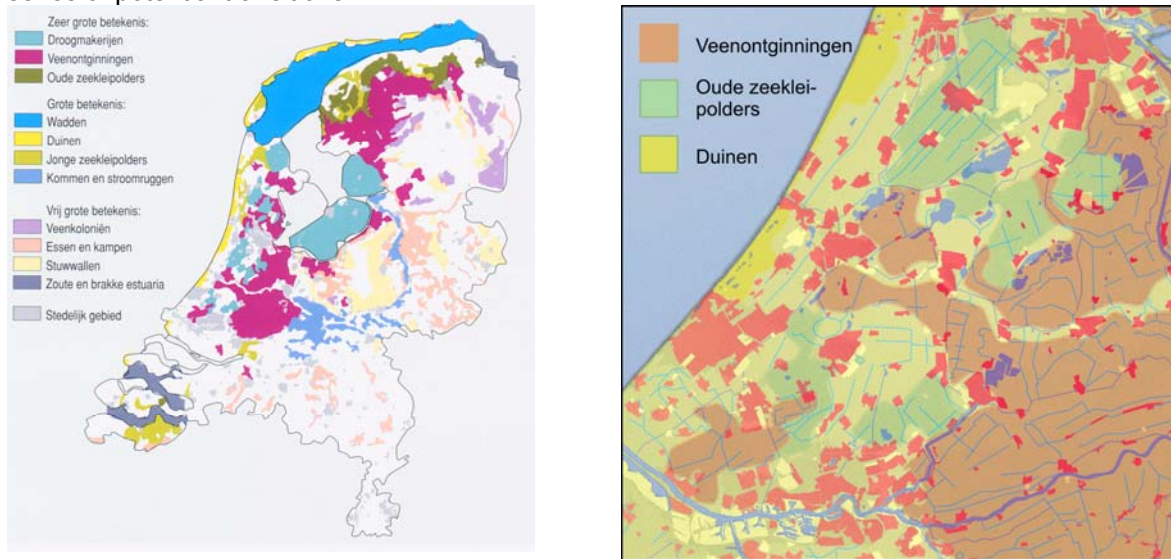 Zeer grote betekenis:
Droogmakerijen
Veenontginningen
Oude zeekleipolders
Grote betekenis:
Wadden
Duinen
Jonge zeekleipolders
Kommen en stroomruggen
Vrij grote betekenis:
Veenkoloniën
Essen en kampen
Stuwwallen
Zoute en brakke estuaria
Stedelijk gebied
Veenontginningen
Oude zeeklei-
polders
Duinen